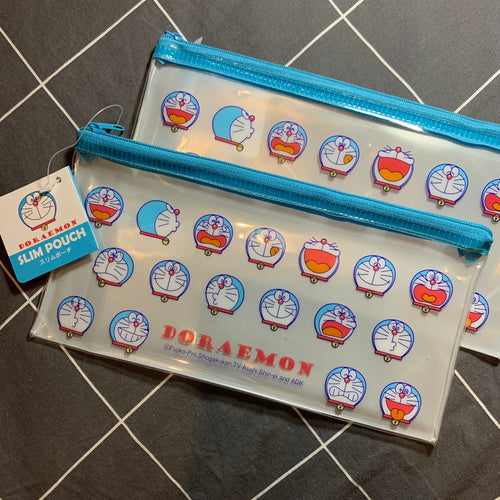 DORAEMON
SLIM POUCH
スリムポーチ
DORAEMON
©Fujiko-Pro Shogakukan,TV-Asahi,Shin-ei and ADK